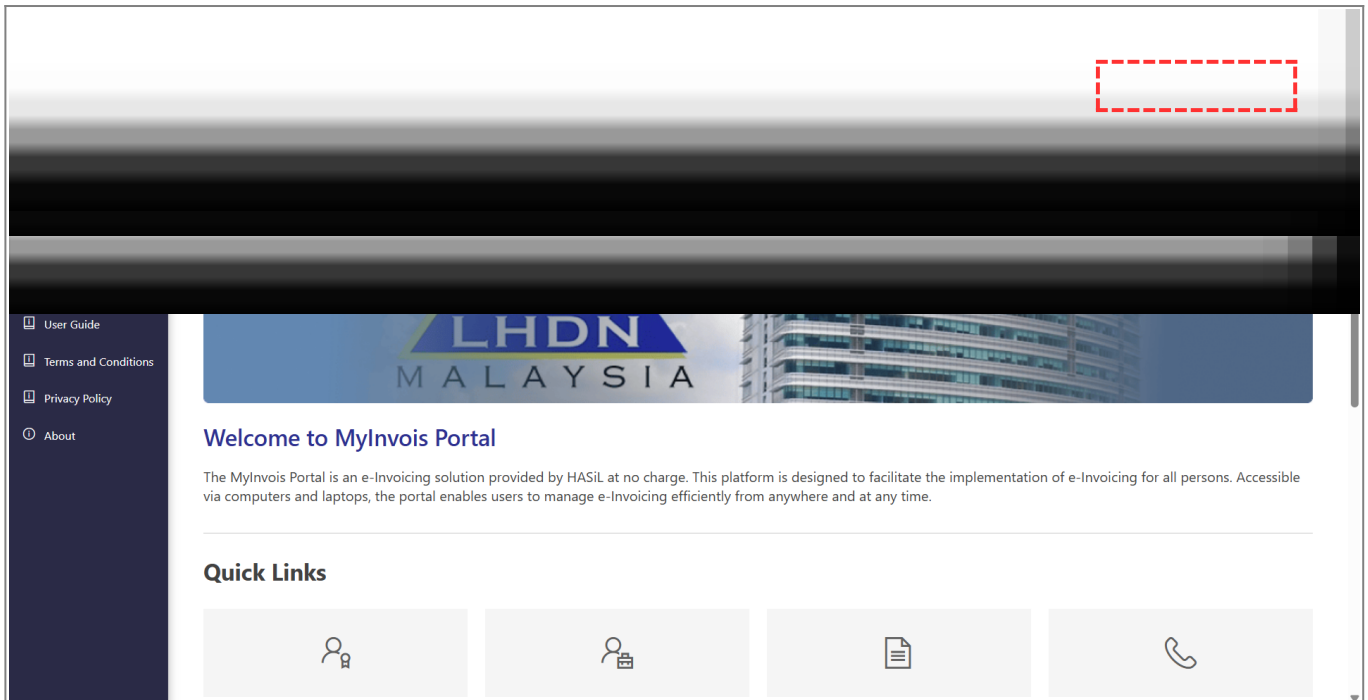 User Guide
Terms and Conditions
Privacy Policy
About
LHDN
MALAYSIA
Welcome to MyInvois Portal
The MyInvois Portal is an e-Invoicing solution provided by HASiL at no charge. This platform is designed to facilitate the implementation of e-Invoicing for all persons. Accessible
via computers and laptops, the portal enables users to manage e-Invoicing efficiently from anywhere and at any time.
Quick Links